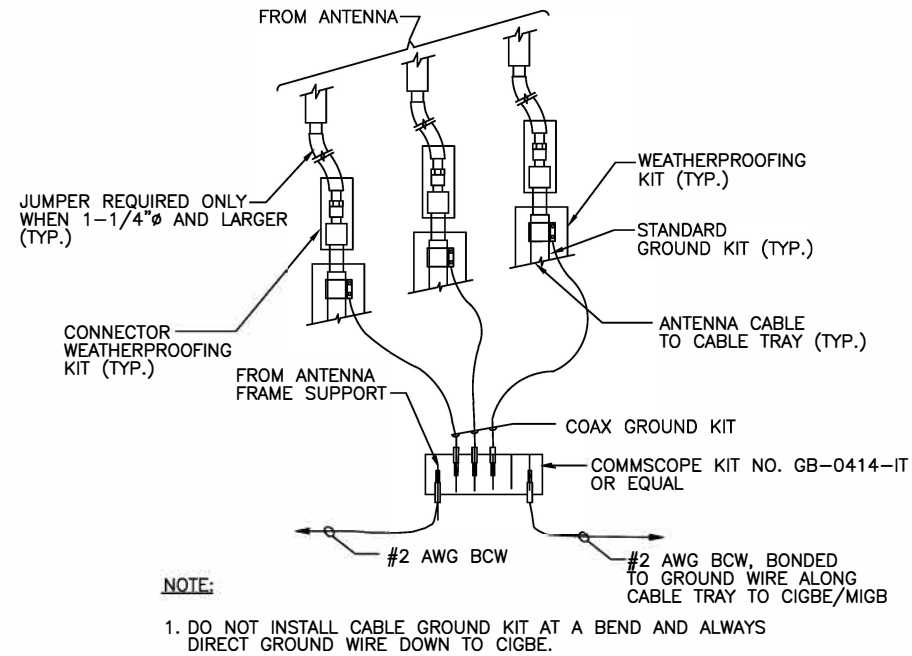 FROM ANTENNA
JUMPER REQUIRED ONLY
WHEN 1-1/4"ø AND LARGER
(TYP.)
WEATHERPROOFING
KIT (TYP.)
STANDARD
GROUND KIT (TYP.)
CONNECTOR
WEATHERPROOFING
KIT (TYP.)
ANTENNA CABLE
TO CABLE TRAY (TYP.)
FROM ANTENNA
FRAME SUPPORT
COAX GROUND KIT
COMMSCOPE KIT NO. GB-0414-IT
OR EQUAL
#2 AWG BCW
#2 AWG BCW, BONDED
TO GROUND WIRE ALONG
CABLE TRAY TO CIGBE/MIGB
NOTE:
1. DO NOT INSTALL CABLE GROUND KIT AT A BEND AND ALWAYS
DIRECT GROUND WIRE DOWN TO CIGBE.